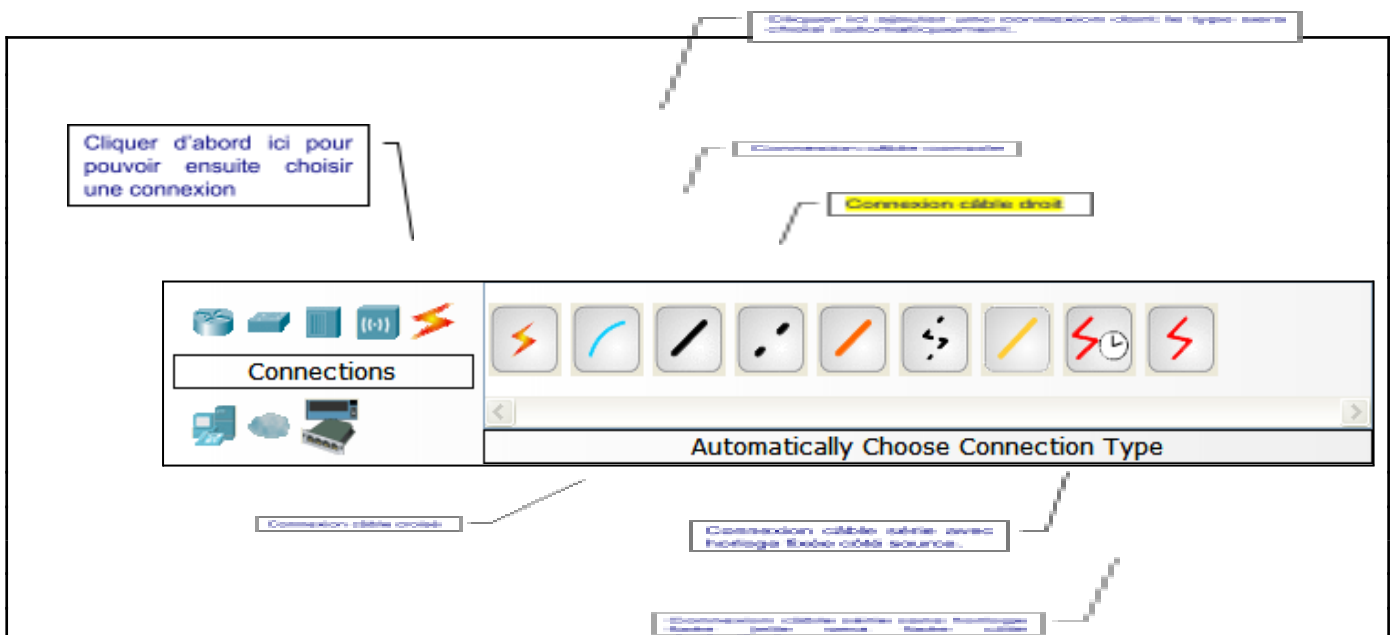 Cliquer ici ajouter une connexion dont le type sera
choisi automatiquement.
Cliquer d'abord ici pour
pouvoir ensuite choisir
une connexion
Connexion câble console
Connexion câble droit
Connections
Automatically Choose Connection Type
Connexion câble croisé
Connexion câble série avec
horloge fixée côté source.
Connexion câble série sans horloge